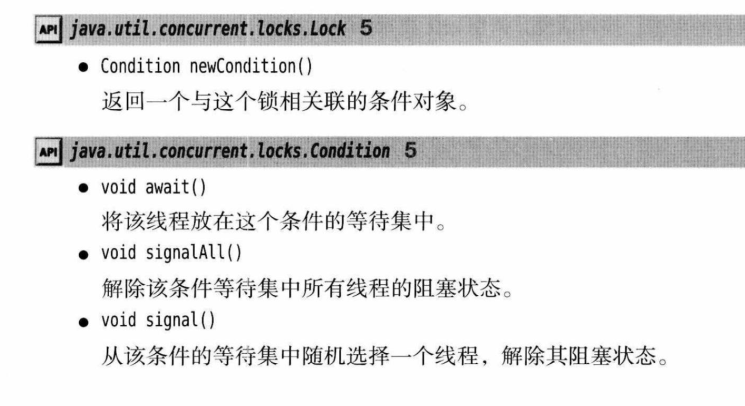 API java.util.concurrent.locks.Lock 5
● Condition newCondition()
返回一个与这个锁相关联的条件对象。
API java.util.concurrent.locks.Condition 5
● void await()
将该线程放在这个条件的等待集中。
● void signalAll()
解除该条件等待集中所有线程的阻塞状态。
● void signal()
从该条件的等待集中随机选择一个线程，解除其阻塞状态。